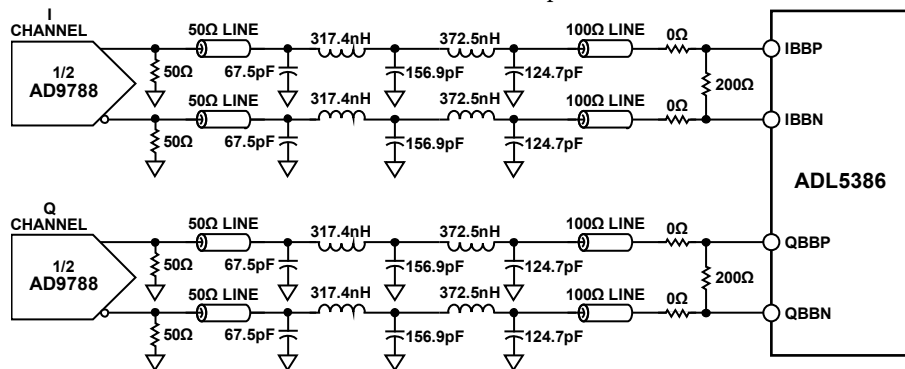 I
CHANNEL
50Ω LINE
317.4nH
372.5nH
100Ω LINE
0Ω
IBBP
1/2
AD9788
50Ω
67.5pF
156.9pF
124.7pF
200Ω
50Ω LINE
317.4nH
372.5nH
100Ω LINE
0Ω
IBBN
50Ω
67.5pF
156.9pF
124.7pF
ADL5386
Q
CHANNEL
50Ω LINE
317.4nH
372.5nH
100Ω LINE
0Ω
QBBP
1/2
AD9788
50Ω
67.5pF
156.9pF
124.7pF
200Ω
50Ω LINE
317.4nH
372.5nH
100Ω LINE
0Ω
QBBN
50Ω
67.5pF
156.9pF
124.7pF